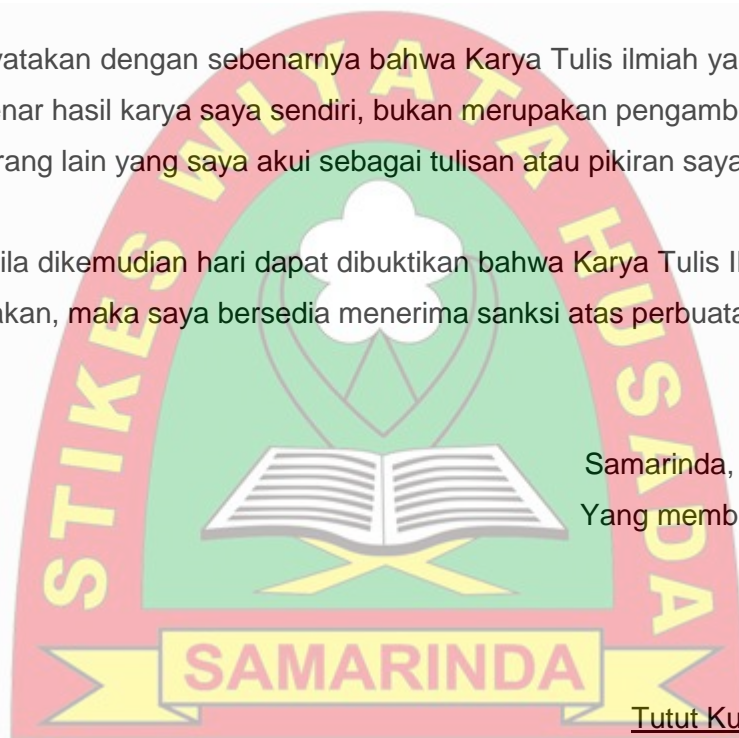 yatakan dengan sebenarnya bahwa Karya Tulis ilmiah ya
enar hasil karya saya sendiri, bukan merupakan pengamb
rang lain yang saya akui sebagai tulisan atau pikiran saya
ila dikemudian hari dapat dibuktikan bahwa Karya Tulis Il
akan, maka saya bersedia menerima sanksi atas perbuata
Samarinda,
Yang memb
Tutut Ku
STIKES WIYATA HUSADA
SAMARINDA